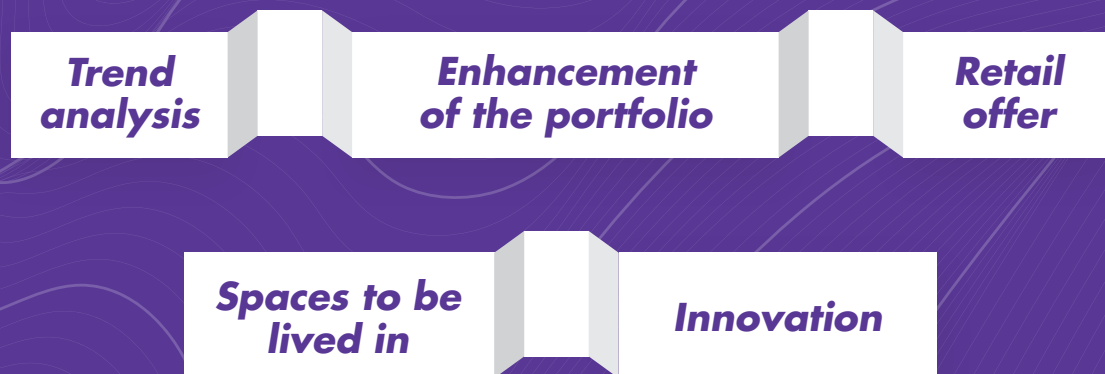 Trend
analysis
Enhancement
of the portfolio
Retail
offer
Spaces to be
lived in
Innovation